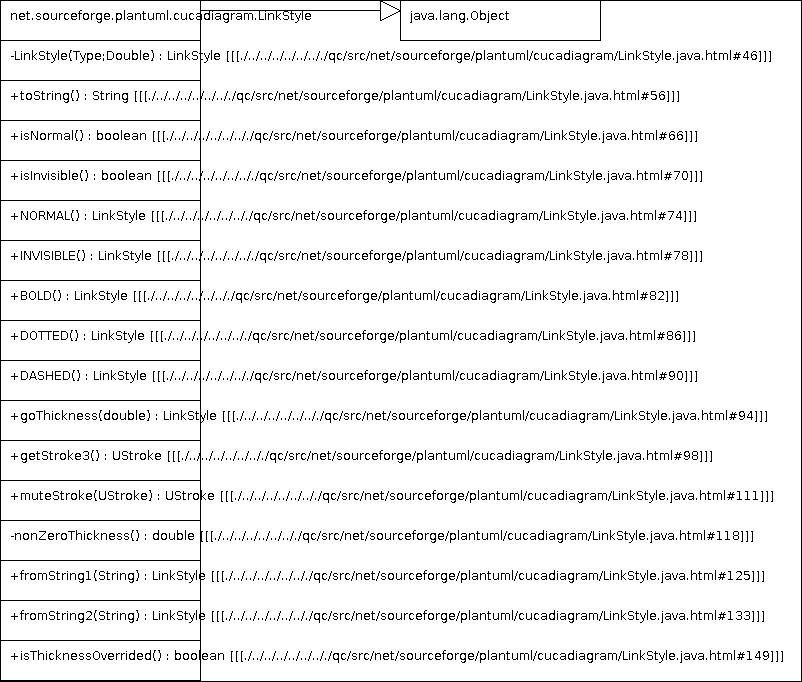 net.sourceforge.plantuml.cucadiagram.LinkStyle
java.lang.Object
-LinkStyle(Type;Double) : LinkStyle [[[./../../../../../../../qc/src/net/sourceforge/plantuml/cucadiagram/LinkStyle.java.html#46]]]
+toString() : String [[[./../../../../../../../qc/src/net/sourceforge/plantuml/cucadiagram/LinkStyle.java.html#56]]]
+isNormal() : boolean [[[./../../../../../../../qc/src/net/sourceforge/plantuml/cucadiagram/LinkStyle.java.html#66]]]
+isInvisible() : boolean [[[./../../../../../../../qc/src/net/sourceforge/plantuml/cucadiagram/LinkStyle.java.html#70]]]
+NORMAL() : LinkStyle [[[./../../../../../../../qc/src/net/sourceforge/plantuml/cucadiagram/LinkStyle.java.html#74]]]
+INVISIBLE() : LinkStyle [[[./../../../../../../../qc/src/net/sourceforge/plantuml/cucadiagram/LinkStyle.java.html#78]]]
+BOLD() : LinkStyle [[[./../../../../../../../qc/src/net/sourceforge/plantuml/cucadiagram/LinkStyle.java.html#82]]]
+DOTTED() : LinkStyle [[[./../../../../../../../qc/src/net/sourceforge/plantuml/cucadiagram/LinkStyle.java.html#86]]]
+DASHED() : LinkStyle [[[./../../../../../../../qc/src/net/sourceforge/plantuml/cucadiagram/LinkStyle.java.html#90]]]
+goThickness(double) : LinkStyle [[[./../../../../../../../qc/src/net/sourceforge/plantuml/cucadiagram/LinkStyle.java.html#94]]]
+getStroke3() : UStroke [[[./../../../../../../../qc/src/net/sourceforge/plantuml/cucadiagram/LinkStyle.java.html#98]]]
+muteStroke(UStroke) : UStroke [[[./../../../../../../../qc/src/net/sourceforge/plantuml/cucadiagram/LinkStyle.java.html#111]]]
-nonZeroThickness() : double [[[./../../../../../../../qc/src/net/sourceforge/plantuml/cucadiagram/LinkStyle.java.html#118]]]
+fromString1(String) : LinkStyle [[[./../../../../../../../qc/src/net/sourceforge/plantuml/cucadiagram/LinkStyle.java.html#125]]]
+fromString2(String) : LinkStyle [[[./../../../../../../../qc/src/net/sourceforge/plantuml/cucadiagram/LinkStyle.java.html#133]]]
+isThicknessOverrided() : boolean [[[./../../../../../../../qc/src/net/sourceforge/plantuml/cucadiagram/LinkStyle.java.html#149]]]